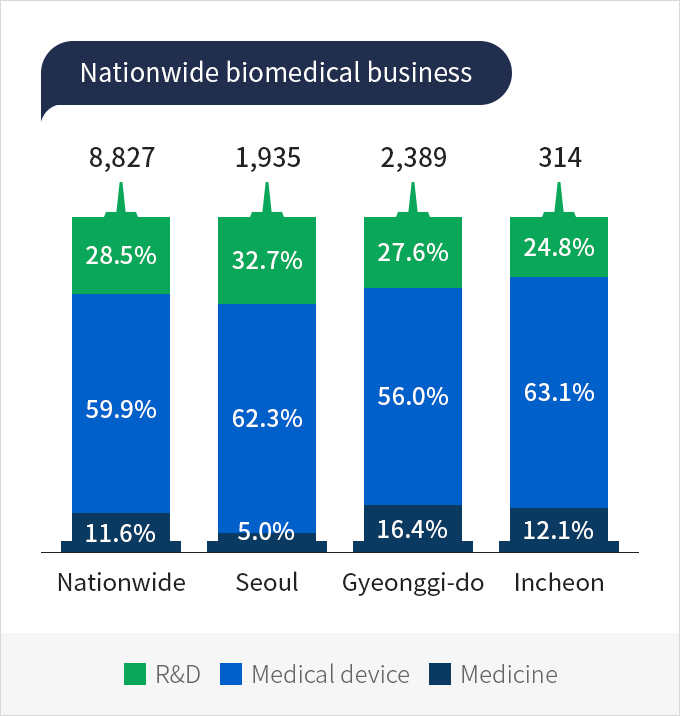 Nationwide biomedical business
8,827 1,935 2,389 314
28.5% 32.7% 27.6% 24.8%
59.9% 62.3% 56.0% 63.1%
11.6% 5.0% 16.4% 12.1%
Nationwide Seoul Gyeonggi-do Incheon
R&D Medical device Medicine